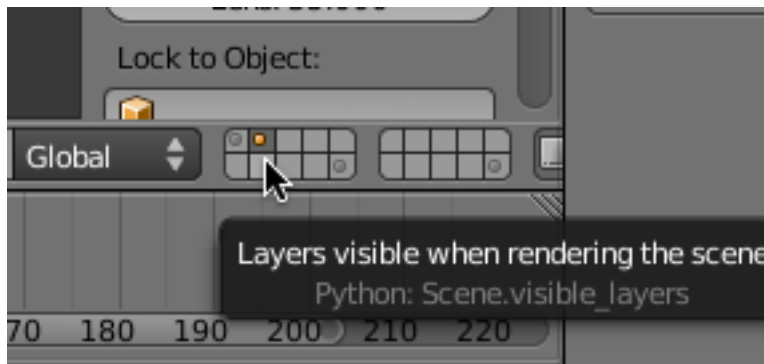 Lock to Object:
Global
Layers visible when rendering the scene
Python: Scene.visible_layers
70 180 190 200 210 220